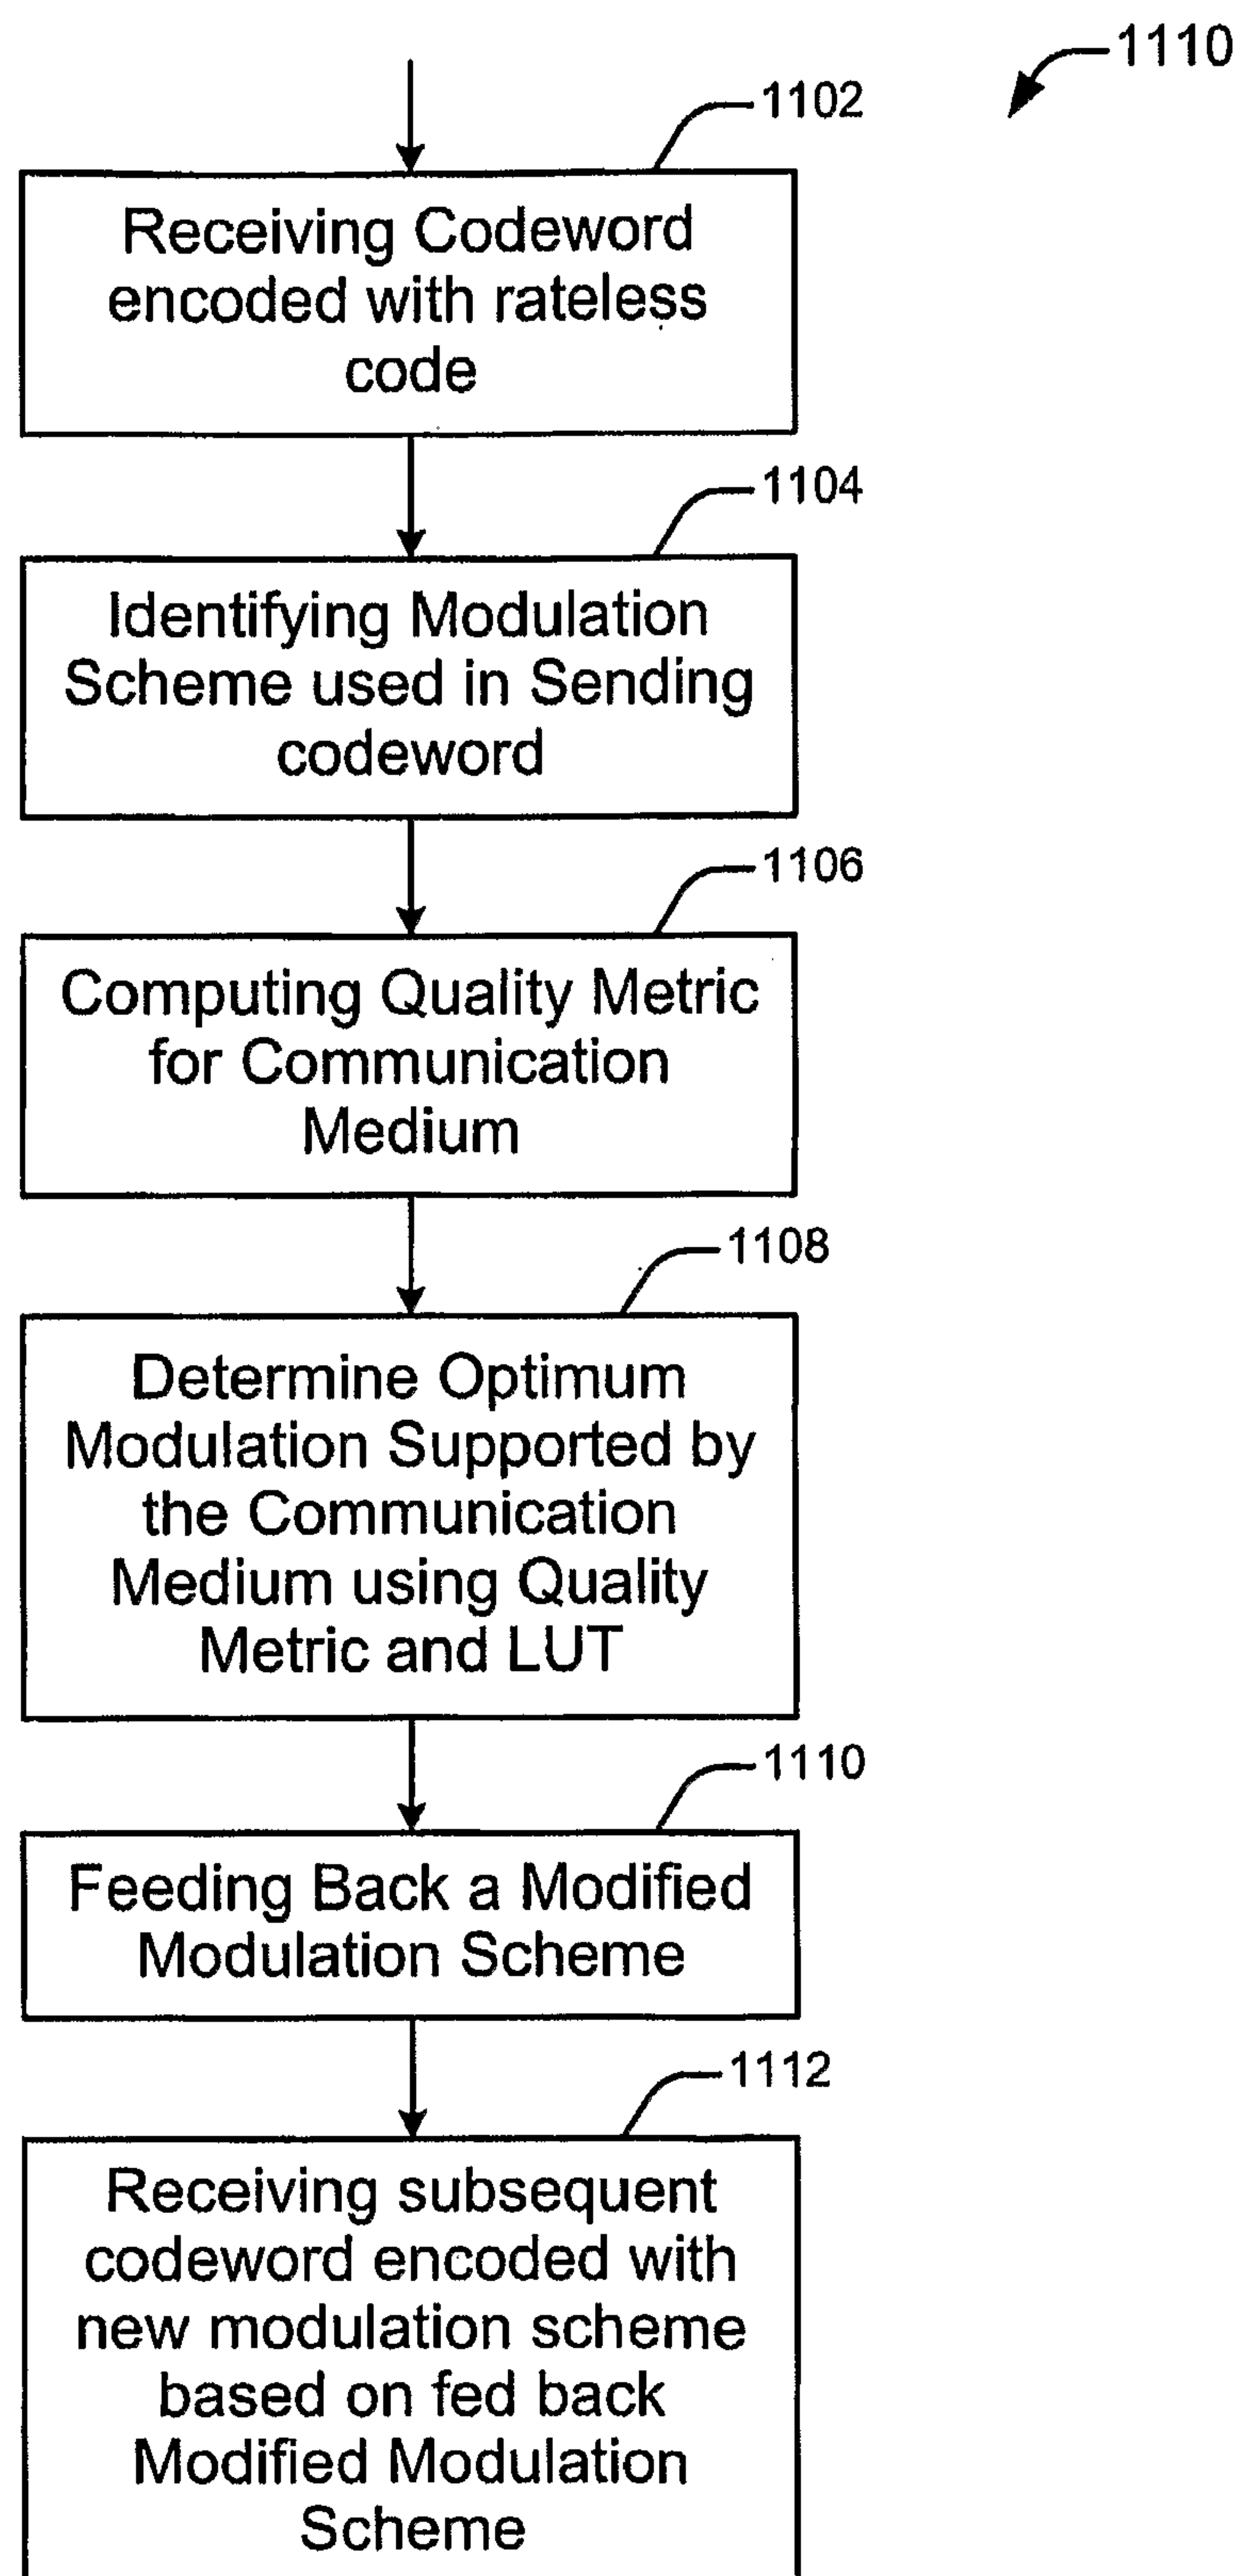 1110
1102
Receiving Codeword
encoded with rateless
code
1104
Identifying Modulation
Scheme used in Sending
codeword
1106
Computing Quality Metric
for Communication
Medium
1108
Determine Optimum
Modulation Supported by
the Communication
Medium using Quality
Metric and LUT
1110
Feeding Back a Modified
Modulation Scheme
1112
Receiving subsequent
codeword encoded with
new modulation scheme
based on fed back
Modified Modulation
Scheme